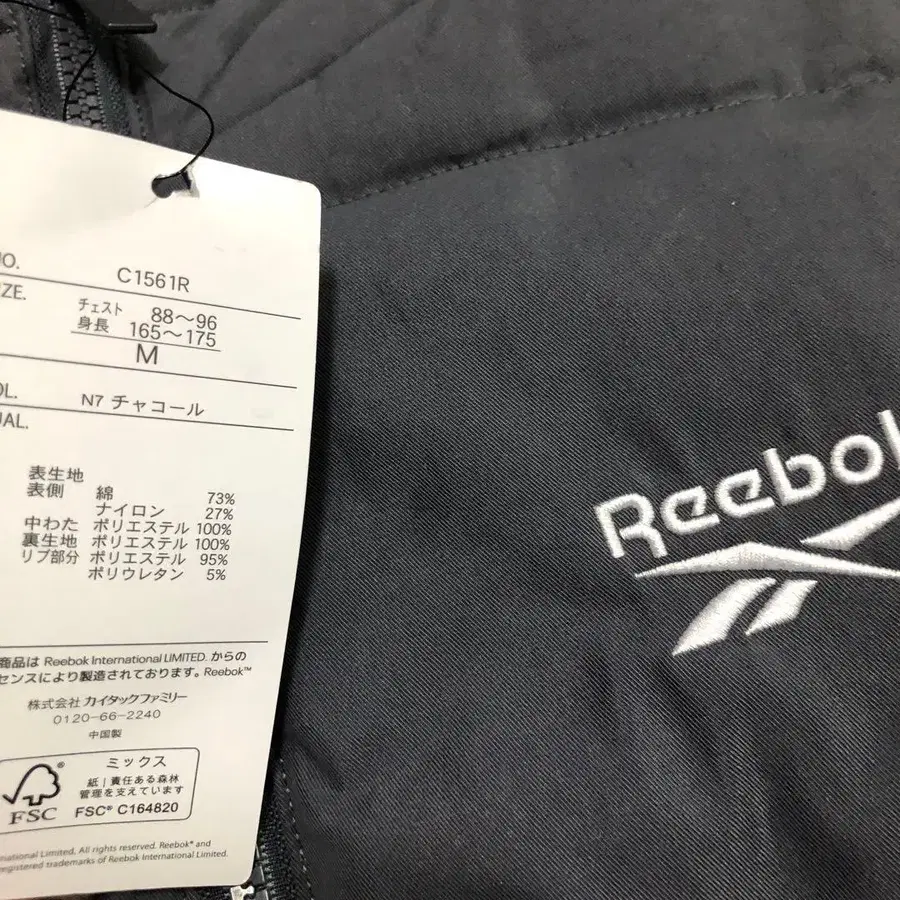 NO. C1561R
ZE. チェスト 88〜96
身長 165〜175
M
OL. N7 チャコール
UAL.
表生地
表側 綿 73%
ナイロン 27%
中わた ポリエステル 100%
裏生地 ポリエステル 100%
リブ部分 ポリエステル 95%
ポリウレタン 5%
商品は Reebok International LIMITED. からの
センスにより製造されております。Reebok™
株式会社 カイタックファミリー
0120-66-2240
中国製
ミックス
紙|責任ある森林
管理を支えています
FSC® C164820
FSC
national Limited. All rights reserved. Reebok® and
registered trademarks of Reebok International Limited.
Reebok